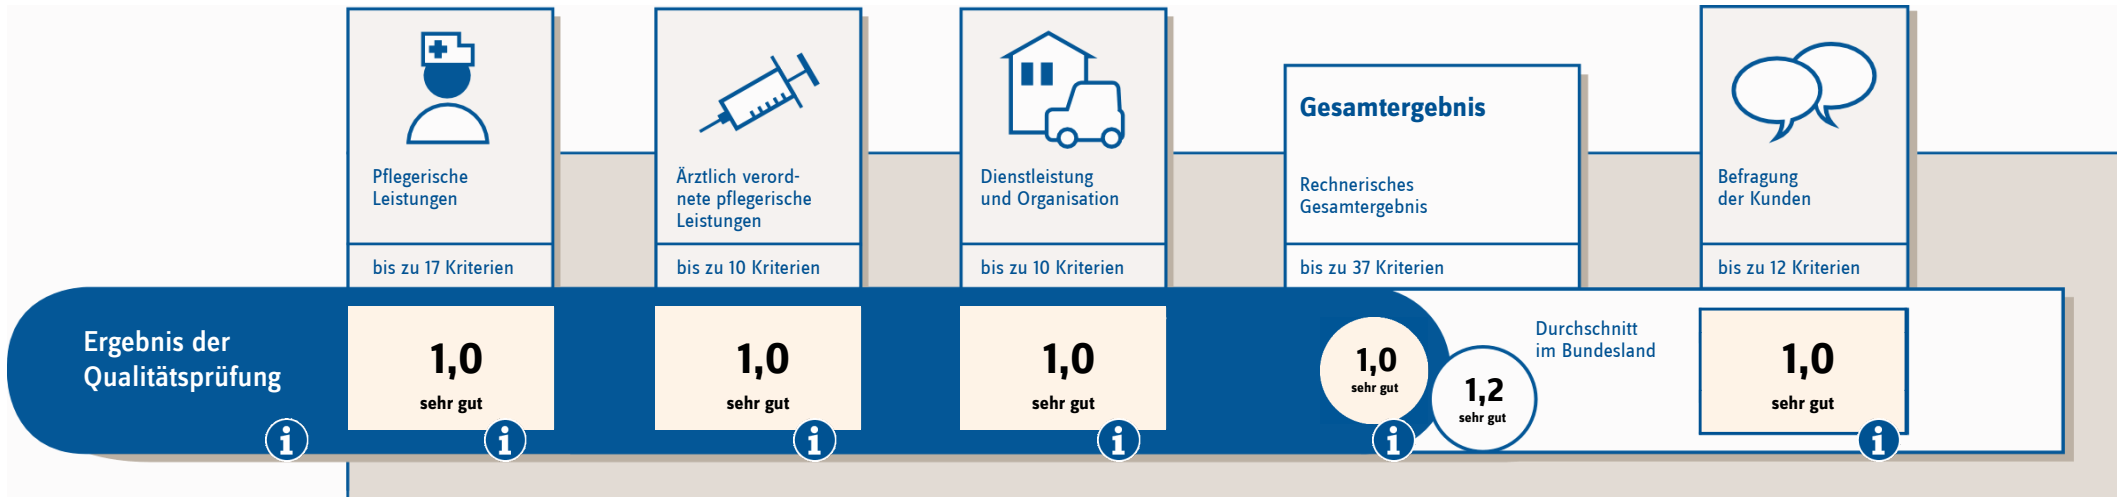 Pflegerische
Leistungen
bis zu 17 Kriterien
Ärztlich verord-
nete pflegerische
Leistungen
bis zu 10 Kriterien
Dienstleistung
und Organisation
bis zu 10 Kriterien
Gesamtergebnis
Rechnerisches
Gesamtergebnis
bis zu 37 Kriterien
Befragung
der Kunden
bis zu 12 Kriterien
Ergebnis der
Qualitätsprüfung
i
1,0
sehr gut
i
1,0
sehr gut
i
1,0
sehr gut
i
1,0
sehr gut
i
1,2
sehr gut
Durchschnitt
im Bundesland
1,0
sehr gut
i